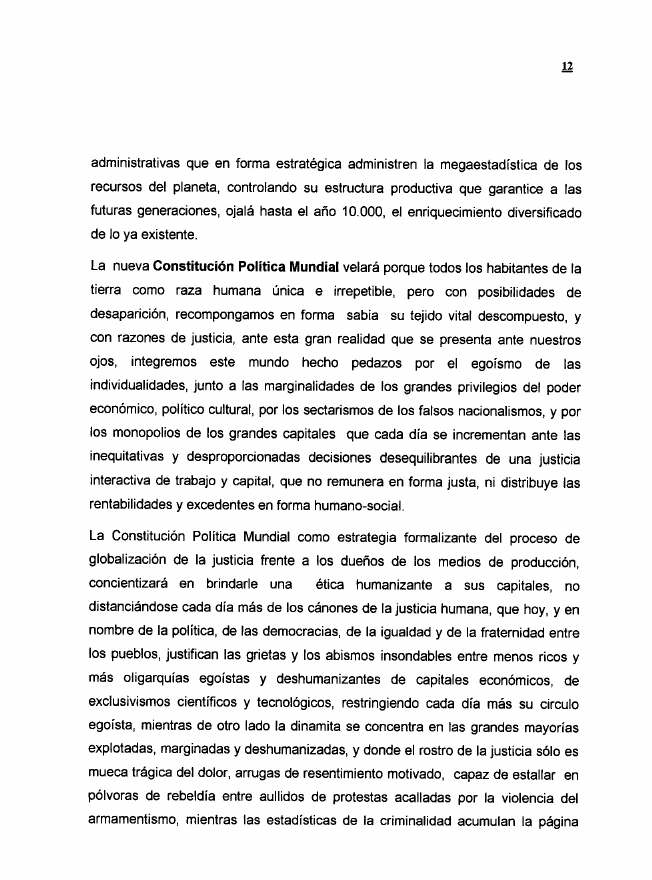 12
administrativas que en forma estratégica administren la megaestadística de los
recursos del planeta, controlando su estructura productiva que garantice a las
futuras generaciones, ojalá hasta el año 10.000, el enriquecimiento diversificado
de lo ya existente.
La nueva Constitución Política Mundial velará porque todos los habitantes de la
tierra como raza humana única e irrepetible, pero con posibilidades de
desaparición, recompongamos en forma sabia su tejido vital descompuesto, y
con razones de justicia, ante esta gran realidad que se presenta ante nuestros
ojos, integremos este mundo hecho pedazos por el egoísmo de las
individualidades, junto a las marginalidades de los grandes privilegios del poder
económico, político cultural, por los sectarismos de los falsos nacionalismos, y por
los monopolios de los grandes capitales que cada día se incrementan ante las
inequitativas y desproporcionadas decisiones desequilibrantes de una justicia
interactiva de trabajo y capital, que no remunera en forma justa, ni distribuye las
rentabilidades y excedentes en forma humano-social.
La Constitución Política Mundial como estrategia formalizante del proceso de
globalización de la justicia frente a los dueños de los medios de producción,
concientizará en brindarle una ética humanizante a sus capitales, no
distanciándose cada día más de los cánones de la justicia humana, que hoy, y en
nombre de la política, de las democracias, de la igualdad y de la fraternidad entre
los pueblos, justifican las grietas y los abismos insondables entre menos ricos y
más oligarquías egoístas y deshumanizantes de capitales económicos, de
exclusivismos científicos y tecnológicos, restringiendo cada día más su circulo
egoísta, mientras de otro lado la dinamita se concentra en las grandes mayorías
explotadas, marginadas y deshumanizadas, y donde el rostro de la justicia sólo es
mueca trágica del dolor, arrugas de resentimiento motivado, capaz de estallar en
pólvoras de rebeldía entre aullidos de protestas acalladas por la violencia del
armamentismo, mientras las estadísticas de la criminalidad acumulan la página